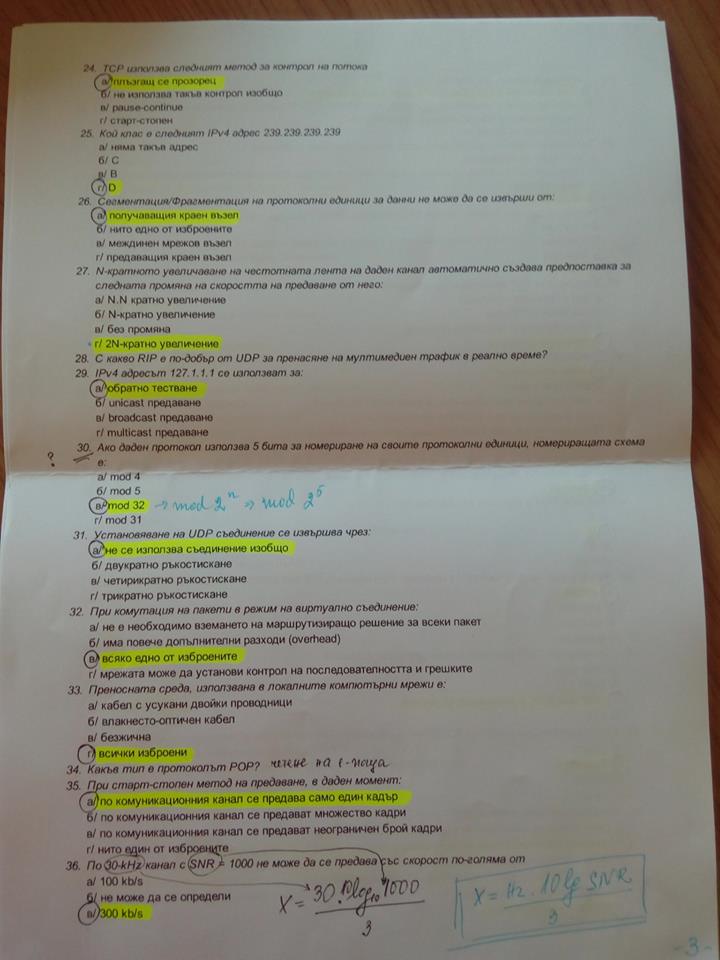 24. TCP използва следният метод за контрол на потока
а/ плъзгащ се прозорец
б/ не използва такъв контрол изобщо
в/ pause-continue
г/ старт-стопен
25. Кой клас е следният IPv4 адрес 239.239.239.239
а/ няма такъв адрес
б/ C
в/ B
г/ D
26. Сегментация/Фрагментация на протоколни единици за данни не може да се извърши от:
а/ получаващия краен възел
б/ нито едно от изброените
в/ междинен мрежов възел
г/ предаващия краен възел
27. N-кратното увеличаване на честотната лента на даден канал автоматично създава предпоставка за
следната промяна на скоростта на предаване от него:
а/ N.N кратно увеличение
б/ N-кратно увеличение
в/ без промяна
г/ 2N-кратно увеличение
28. С какво RIP е по-добър от UDP за пренасяне на мултимедиен трафик в реално време?
29. IPv4 адресът 127.1.1.1 се използват за:
а/ обратно тестване
б/ unicast предаване
в/ broadcast предаване
г/ multicast предаване
? 30. Ако даден протокол използва 5 бита за номериране на своите протоколни единици, номериращата схема
е:
а/ mod 4
б/ mod 5
в/ mod 32 → mod 2^n => mod 2^5
г/ mod 31
31. Установяване на UDP съединение се извършва чрез:
а/ не се използва съединение изобщо
б/ двукратно ръкостискане
в/ четирикратно ръкостискане
г/ трикратно ръкостискане
32. При комутация на пакети в режим на виртуално съединение:
а/ не е необходимо вземането на маршрутизиращо решение за всеки пакет
б/ има повече допълнителни разходи (overhead)
в/ всяко едно от изброените
г/ мрежата може да установи контрол на последователността и грешките
33. Преносната среда, използвана в локалните компютърни мрежи е:
а/ кабел с усукани двойки проводници
б/ влакнесто-оптичен кабел
в/ безжична
г/ всички изброени
34. Какъв тип е протоколът POP? четене на е-поща
35. При старт-стопен метод на предаване, в даден момент:
а/ по комуникационния канал се предава само един кадър
б/ по комуникационния канал се предават множество кадри
в/ по комуникационния канал се предават неограничен брой кадри
г/ нито един от изброените
36. По 30-kHz канал с SNR = 1000 не може да се предава със скорост по-голяма от
а/ 100 kb/s
б/ не може да се определи
в/ 300 kb/s
X = 30.10log10 1000
3
X = Hz.10lg SNR
3
-3-